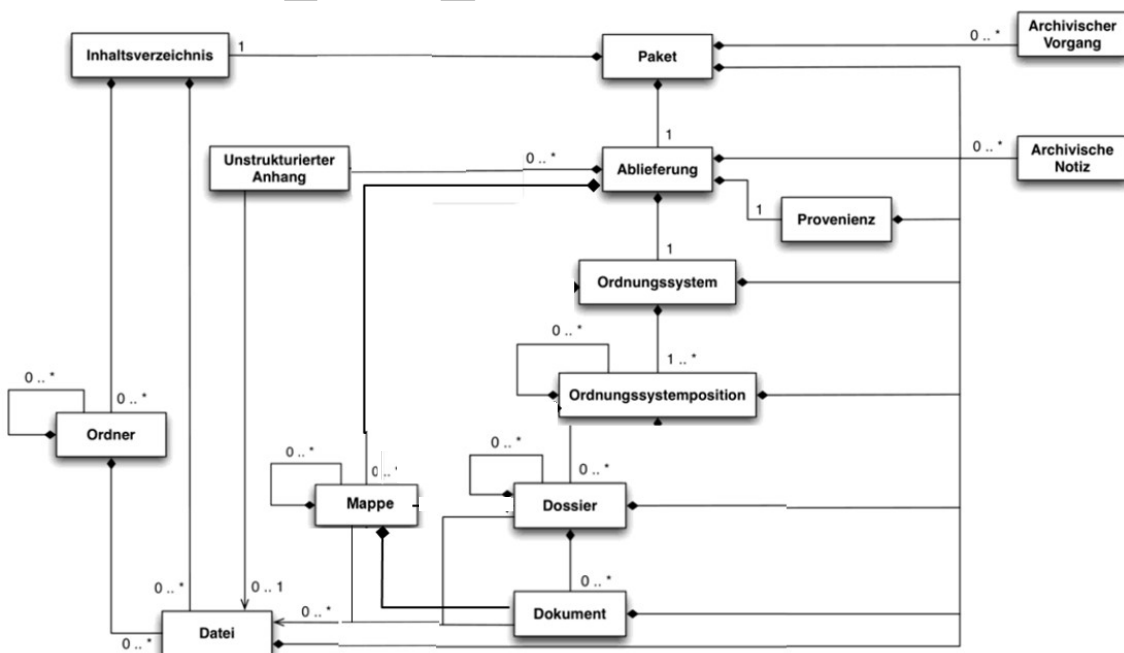 Archivischer
Vorgang
0 .. *
Inhaltsverzeichnis
1
Paket
1
Unstrukturierter
Anhang
0 .. *
Ablieferung
0 .. *
Archivische
Notiz
1
Provenienz
1
Ordnungssystem
0 .. *
1 .. *
Ordnungssystemposition
0 .. *
0 .. *
Ordner
0 .. *
0 .. *
0 .. *
Mappe
Dossier
0 .. *
0 .. 1
0 .. *
0 .. *
Dokument
Datei
0 .. *